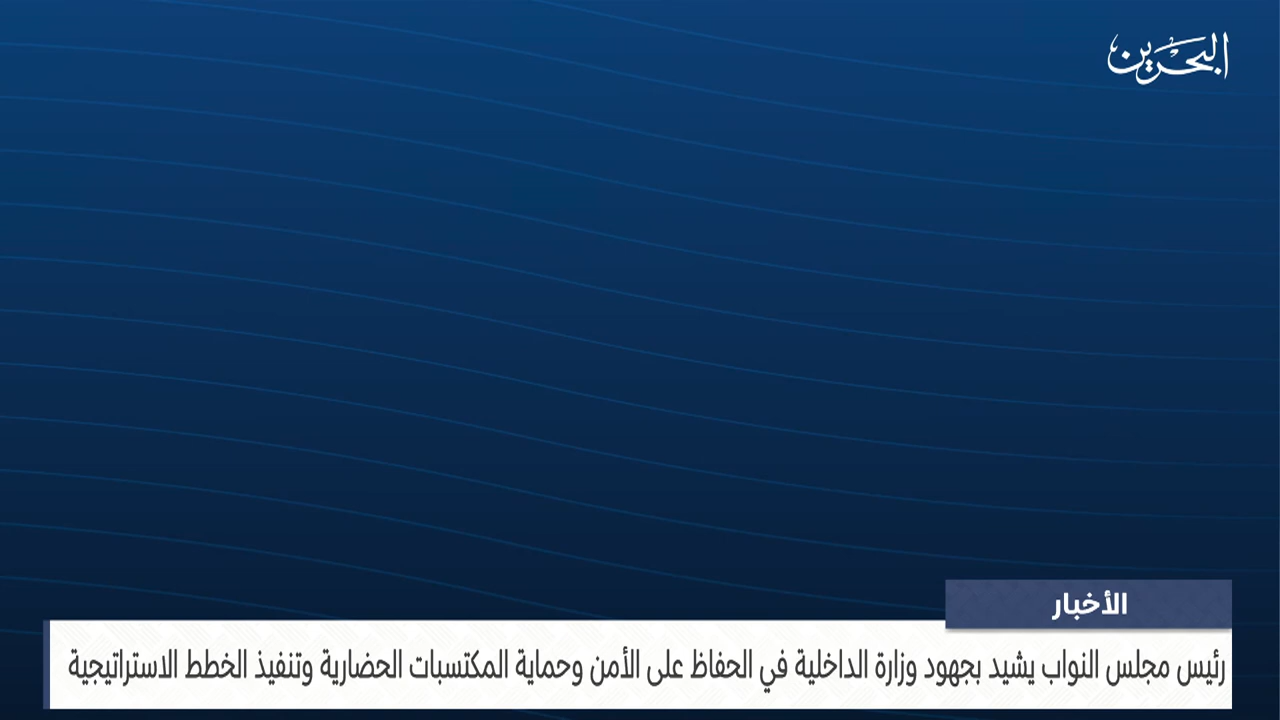 البحرين
الأخبار
رئيس مجلس النواب يشيد بجهود وزارة الداخلية في الحفاظ على الأمن وحماية المكتسبات الحضارية وتنفيذ الخطط الاستراتيجية